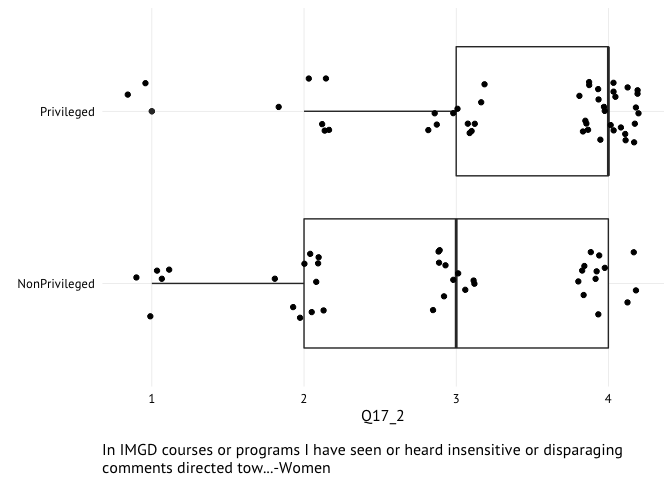 Privileged
NonPrivileged
1 2 3 4
Q17_2
In IMGD courses or programs I have seen or heard insensitive or disparaging
comments directed tow...-Women